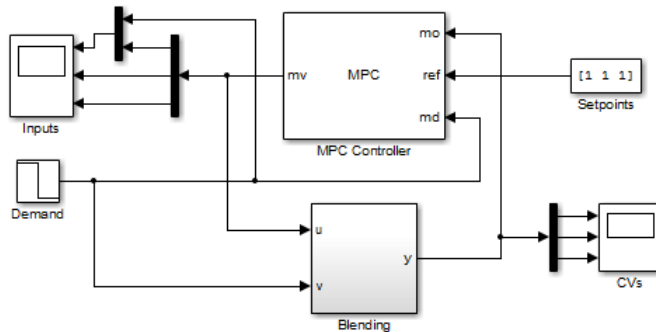 mo
mv
MPC
ref
[1 1 1]
md
Inputs
Setpoints
MPC Controller
Demand
u
y
v
CVs
Blending